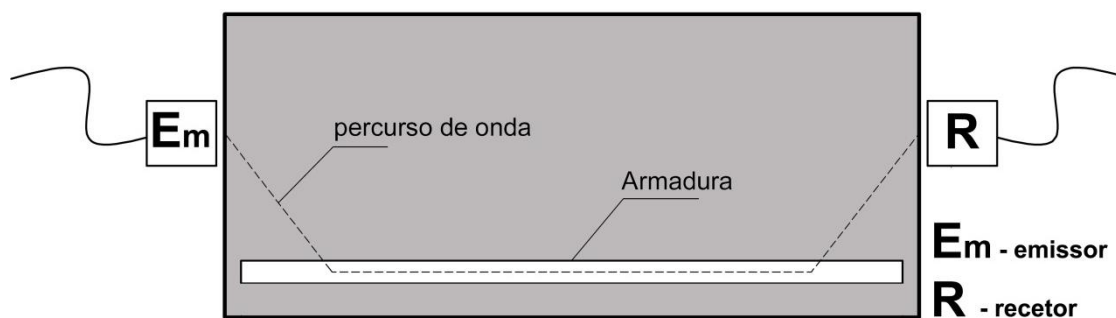 Em
percurso de onda
Armadura
R
Em - emissor
R - recetor